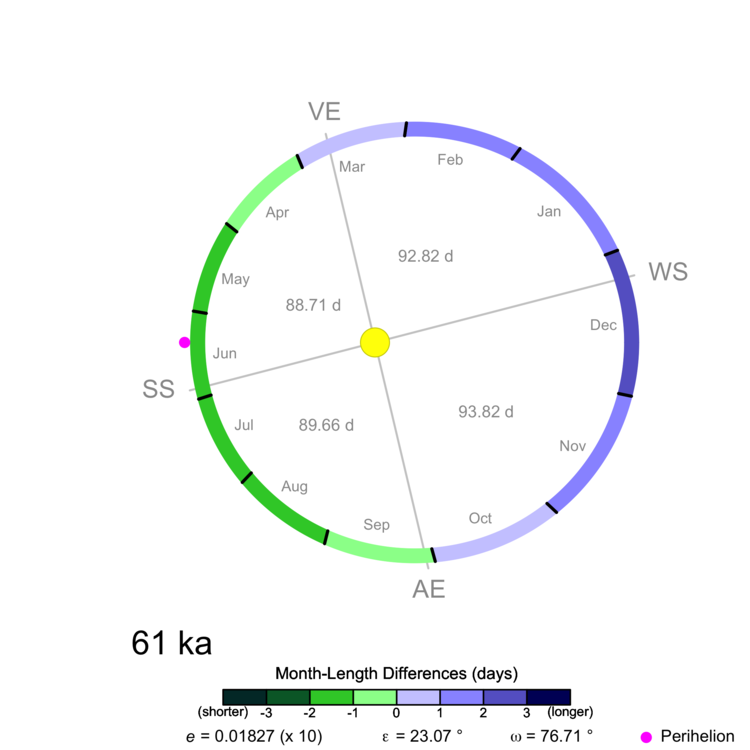 VE
Mar
Feb
Apr
Jan
92.82 d
WS
May
88.71 d
Dec
Jun
SS
93.82 d
Jul
89.66 d
Nov
Aug
Oct
Sep
AE
61 ka
Month-Length Differences (days)
(shorter) -3 -2 -1 0 1 2 3 (longer)
e = 0.01827 (x 10) ε = 23.07 ° ω = 76.71 ° Perihelion